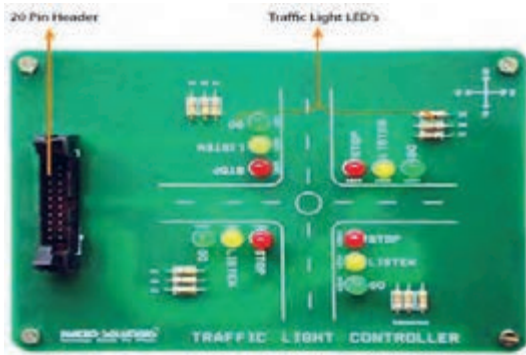 20 Pin Header
Traffic Light LED's
GO
LISTEN
STOP
STOP
LISTEN
GO
GO
LISTEN
STOP
STOP
LISTEN
GO
TRAFFIC LIGHT CONTROLLER